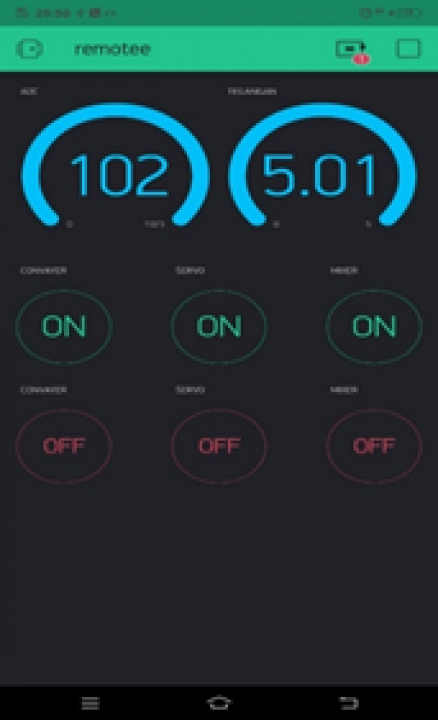 20:50
remotee
ADC TEGANGAN
102 5.01
0 1023 0 5
CONVAYER SERVO MIXER
ON ON ON
CONVAYER SERVO MIXER
OFF OFF OFF